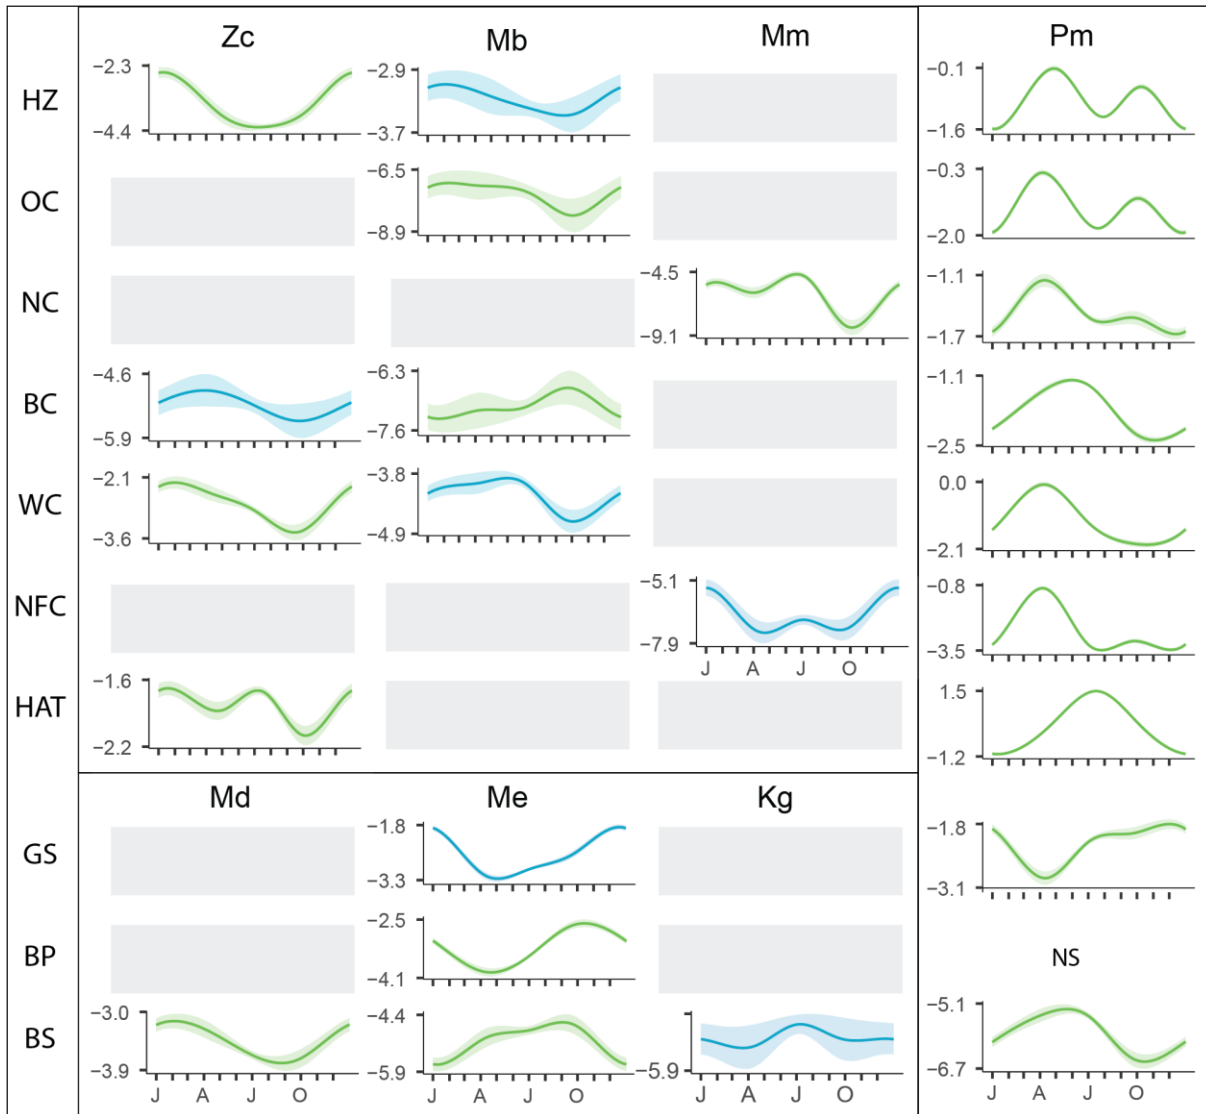 Zc Mb Mm Pm
HZ −2.3 −4.4 −2.9 −3.7 −0.1 −1.6
OC −6.5 −8.9 −0.3 −2.0
NC −4.5 −9.1 −1.1 −1.7
BC −4.6 −5.9 −6.3 −7.6 −1.1 −2.5
WC −2.1 −3.6 −3.8 −4.9 0.0 −2.1
NFC −5.1 −7.9 −0.8 −3.5
J A J O
HAT −1.6 −2.2 1.5 −1.2
Md Me Kg
GS −1.8 −3.3 −1.8 −3.1
BP −2.5 −4.1 NS
BS −3.0 −3.9 −4.4 −5.9 −5.9 −5.1 −6.7
J A J O J A J O J A J O J A J O